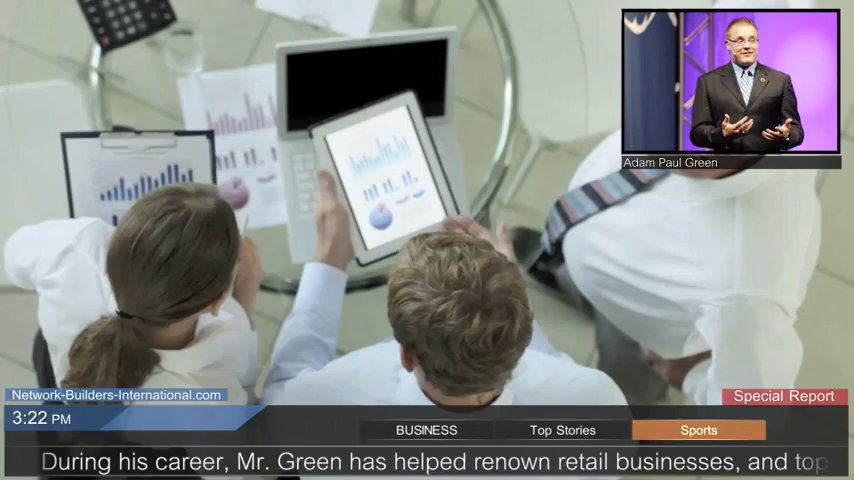 Adam Paul Green
Network-Builders-International.com
Special Report
3:22 PM
BUSINESS
Top Stories
Sports
During his career, Mr. Green has helped renown retail businesses, and top